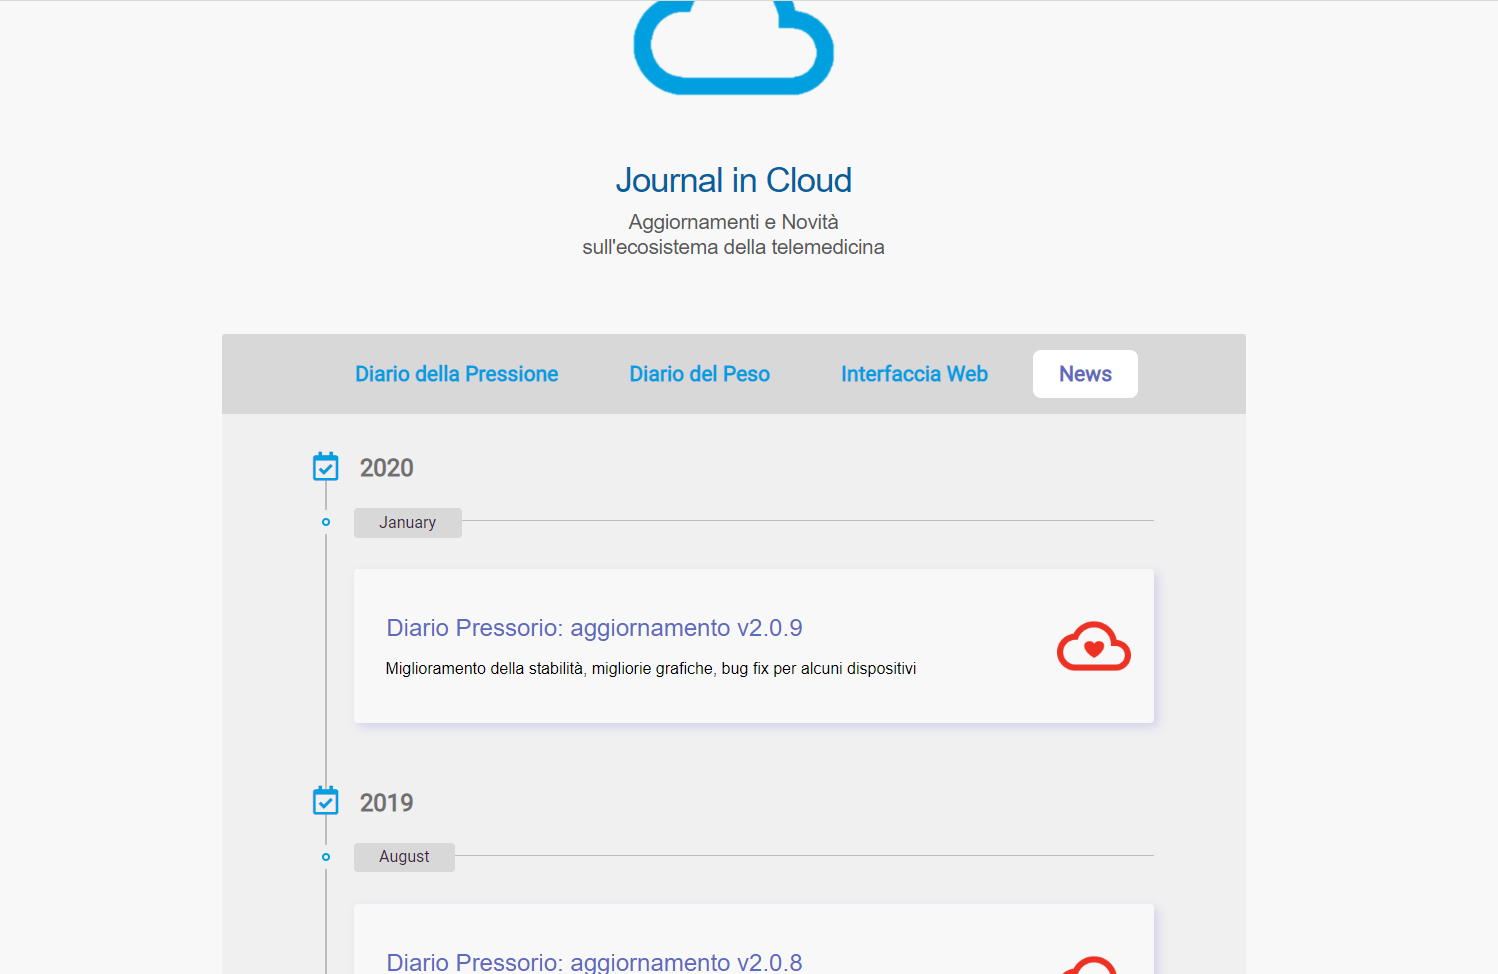 Journal in Cloud
Aggiornamenti e Novità
sull'ecosistema della telemedicina
Diario della Pressione
Diario del Peso
Interfaccia Web
News
2020
January
Diario Pressorio: aggiornamento v2.0.9
Miglioramento della stabilità, migliorie grafiche, bug fix per alcuni dispositivi
2019
August
Diario Pressorio: aggiornamento v2.0.8